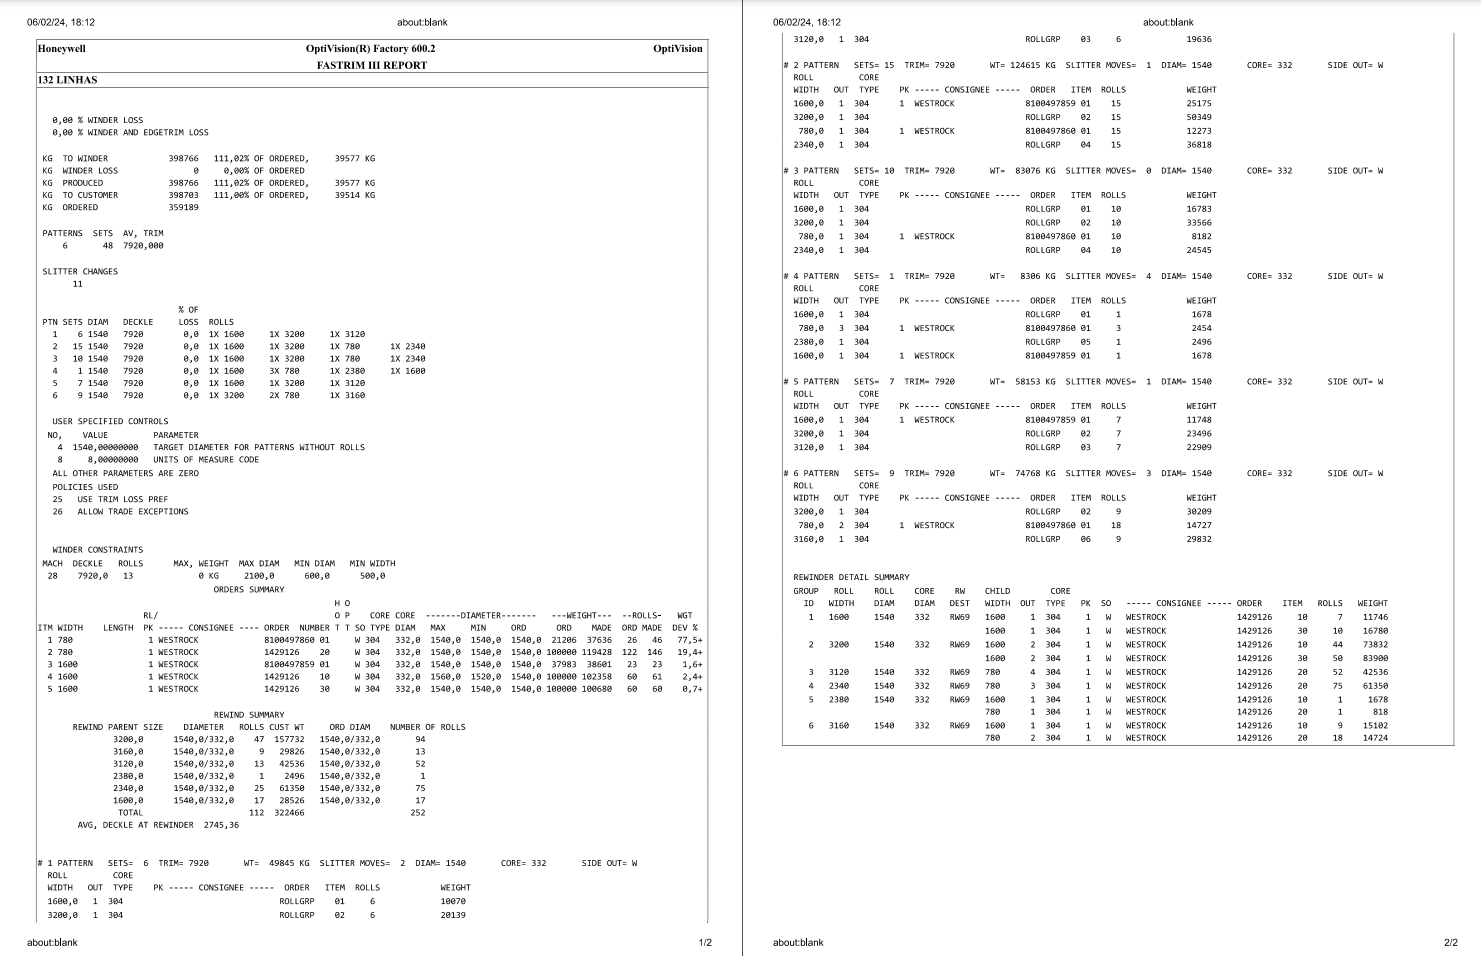 06/02/24, 18:12 about:blank
Honeywell OptiVision(R) Factory 600.2 OptiVision
FASTRIM III REPORT
132 LINHAS
0,00 % WINDER LOSS
0,00 % WINDER AND EDGETRIM LOSS
KG TO WINDER 398766 111,02% OF ORDERED, 39577 KG
KG WINDER LOSS 0 0,00% OF ORDERED
KG PRODUCED 398766 111,02% OF ORDERED, 39577 KG
KG TO CUSTOMER 398703 111,00% OF ORDERED, 39514 KG
KG ORDERED 359189
PATTERNS SETS AV, TRIM
6 48 7920,000
SLITTER CHANGES
11
% OF
PTN SETS DIAM DECKLE LOSS ROLLS
1 6 1540 7920 0,0 1X 1600 1X 3200 1X 3120
2 15 1540 7920 0,0 1X 1600 1X 3200 1X 780 1X 2340
3 10 1540 7920 0,0 1X 1600 1X 3200 1X 780 1X 2340
4 1 1540 7920 0,0 1X 1600 3X 780 1X 2380 1X 1600
5 7 1540 7920 0,0 1X 1600 1X 3200 1X 3120
6 9 1540 7920 0,0 1X 3200 2X 780 1X 3160
USER SPECIFIED CONTROLS
NO, VALUE PARAMETER
4 1540,00000000 TARGET DIAMETER FOR PATTERNS WITHOUT ROLLS
8 8,00000000 UNITS OF MEASURE CODE
ALL OTHER PARAMETERS ARE ZERO
POLICIES USED
25 USE TRIM LOSS PREF
26 ALLOW TRADE EXCEPTIONS
WINDER CONSTRAINTS
MACH DECKLE ROLLS MAX, WEIGHT MAX DIAM MIN DIAM MIN WIDTH
28 7920,0 13 0 KG 2100,0 600,0 500,0
ORDERS SUMMARY
H O
RL/ O P CORE CORE -------DIAMETER------- ---WEIGHT--- --ROLLS- WGT
ITM WIDTH LENGTH PK ----- CONSIGNEE ---- ORDER NUMBER T T SO TYPE DIAM MAX MIN ORD ORD MADE ORD MADE DEV %
1 780 1 WESTROCK 8100497860 01 W 304 332,0 1540,0 1540,0 1540,0 21206 37636 26 46 77,5+
2 780 1 WESTROCK 1429126 20 W 304 332,0 1540,0 1540,0 1540,0 100000 119428 122 146 19,4+
3 1600 1 WESTROCK 8100497859 01 W 304 332,0 1540,0 1540,0 1540,0 37983 38601 23 23 1,6+
4 1600 1 WESTROCK 1429126 10 W 304 332,0 1560,0 1520,0 1540,0 100000 102358 60 61 2,4+
5 1600 1 WESTROCK 1429126 30 W 304 332,0 1540,0 1540,0 1540,0 100000 100680 60 60 0,7+
REWIND SUMMARY
REWIND PARENT SIZE DIAMETER ROLLS CUST WT ORD DIAM NUMBER OF ROLLS
3200,0 1540,0/332,0 47 157732 1540,0/332,0 94
3160,0 1540,0/332,0 9 29826 1540,0/332,0 13
3120,0 1540,0/332,0 13 42536 1540,0/332,0 52
2380,0 1540,0/332,0 1 2496 1540,0/332,0 1
2340,0 1540,0/332,0 25 61350 1540,0/332,0 75
1600,0 1540,0/332,0 17 28526 1540,0/332,0 17
TOTAL 112 322466 252
AVG, DECKLE AT REWINDER 2745,36
# 1 PATTERN SETS= 6 TRIM= 7920 WT= 49845 KG SLITTER MOVES= 2 DIAM= 1540 CORE= 332 SIDE OUT= W
ROLL CORE
WIDTH OUT TYPE PK ----- CONSIGNEE ----- ORDER ITEM ROLLS WEIGHT
1600,0 1 304 ROLLGRP 01 6 10070
3200,0 1 304 ROLLGRP 02 6 20139
about:blank 1/2
06/02/24, 18:12 about:blank
3120,0 1 304 ROLLGRP 03 6 19636
# 2 PATTERN SETS= 15 TRIM= 7920 WT= 124615 KG SLITTER MOVES= 1 DIAM= 1540 CORE= 332 SIDE OUT= W
ROLL CORE
WIDTH OUT TYPE PK ----- CONSIGNEE ----- ORDER ITEM ROLLS WEIGHT
1600,0 1 304 1 WESTROCK 8100497859 01 15 25175
3200,0 1 304 ROLLGRP 02 15 50349
780,0 1 304 1 WESTROCK 8100497860 01 15 12273
2340,0 1 304 ROLLGRP 04 15 36818
# 3 PATTERN SETS= 10 TRIM= 7920 WT= 83076 KG SLITTER MOVES= 0 DIAM= 1540 CORE= 332 SIDE OUT= W
ROLL CORE
WIDTH OUT TYPE PK ----- CONSIGNEE ----- ORDER ITEM ROLLS WEIGHT
1600,0 1 304 ROLLGRP 01 10 16783
3200,0 1 304 ROLLGRP 02 10 33566
780,0 1 304 1 WESTROCK 8100497860 01 10 8182
2340,0 1 304 ROLLGRP 04 10 24545
# 4 PATTERN SETS= 1 TRIM= 7920 WT= 8306 KG SLITTER MOVES= 4 DIAM= 1540 CORE= 332 SIDE OUT= W
ROLL CORE
WIDTH OUT TYPE PK ----- CONSIGNEE ----- ORDER ITEM ROLLS WEIGHT
1600,0 1 304 ROLLGRP 01 1 1678
780,0 3 304 1 WESTROCK 8100497860 01 3 2454
2380,0 1 304 ROLLGRP 05 1 2496
1600,0 1 304 1 WESTROCK 8100497859 01 1 1678
# 5 PATTERN SETS= 7 TRIM= 7920 WT= 58153 KG SLITTER MOVES= 1 DIAM= 1540 CORE= 332 SIDE OUT= W
ROLL CORE
WIDTH OUT TYPE PK ----- CONSIGNEE ----- ORDER ITEM ROLLS WEIGHT
1600,0 1 304 1 WESTROCK 8100497859 01 7 11748
3200,0 1 304 ROLLGRP 02 7 23496
3120,0 1 304 ROLLGRP 03 7 22909
# 6 PATTERN SETS= 9 TRIM= 7920 WT= 74768 KG SLITTER MOVES= 3 DIAM= 1540 CORE= 332 SIDE OUT= W
ROLL CORE
WIDTH OUT TYPE PK ----- CONSIGNEE ----- ORDER ITEM ROLLS WEIGHT
3200,0 1 304 ROLLGRP 02 9 30209
780,0 2 304 1 WESTROCK 8100497860 01 18 14727
3160,0 1 304 ROLLGRP 06 9 29832
REWINDER DETAIL SUMMARY
GROUP ROLL ROLL CORE RW CHILD CORE
ID WIDTH DIAM DIAM DEST WIDTH OUT TYPE PK SO ----- CONSIGNEE ----- ORDER ITEM ROLLS WEIGHT
1 1600 1540 332 RW69 1600 1 304 1 W WESTROCK 1429126 10 7 11746
1600 1 304 1 W WESTROCK 1429126 30 10 16780
2 3200 1540 332 RW69 1600 2 304 1 W WESTROCK 1429126 10 44 73832
1600 2 304 1 W WESTROCK 1429126 30 50 83900
3 3120 1540 332 RW69 780 4 304 1 W WESTROCK 1429126 20 52 42536
4 2340 1540 332 RW69 780 3 304 1 W WESTROCK 1429126 20 75 61350
5 2380 1540 332 RW69 1600 1 304 1 W WESTROCK 1429126 10 1 1678
780 1 304 1 W WESTROCK 1429126 20 1 818
6 3160 1540 332 RW69 1600 1 304 1 W WESTROCK 1429126 10 9 15102
780 2 304 1 W WESTROCK 1429126 20 18 14724
about:blank 2/2